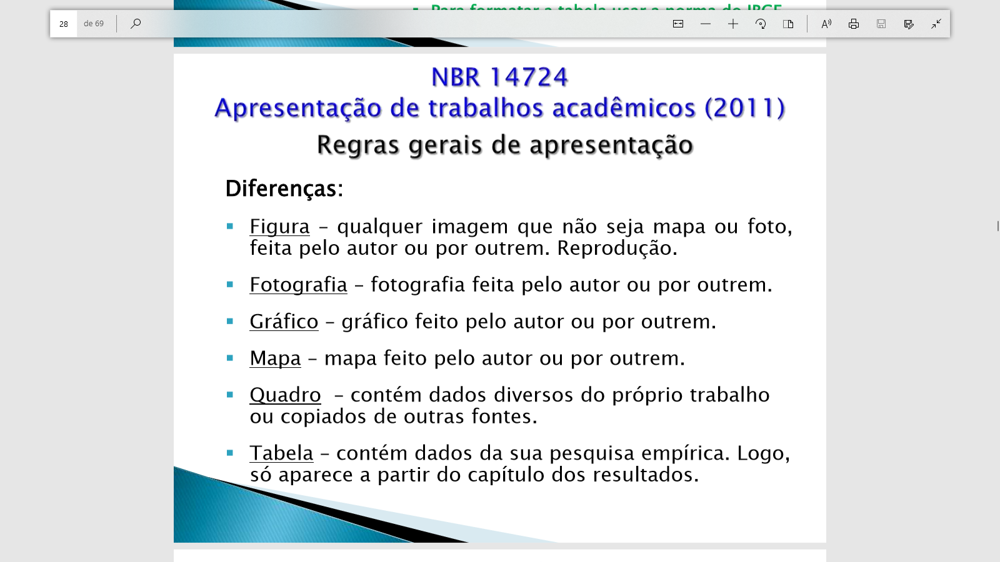 Para formatar a tabela usar a norma do IBGE
28 de 69
NBR 14724
Apresentação de trabalhos acadêmicos (2011)
Regras gerais de apresentação
Diferenças:
Figura – qualquer imagem que não seja mapa ou foto,
feita pelo autor ou por outrem. Reprodução.
Fotografia – fotografia feita pelo autor ou por outrem.
Gráfico – gráfico feito pelo autor ou por outrem.
Mapa – mapa feito pelo autor ou por outrem.
Quadro – contém dados diversos do próprio trabalho
ou copiados de outras fontes.
Tabela – contém dados da sua pesquisa empírica. Logo,
só aparece a partir do capítulo dos resultados.